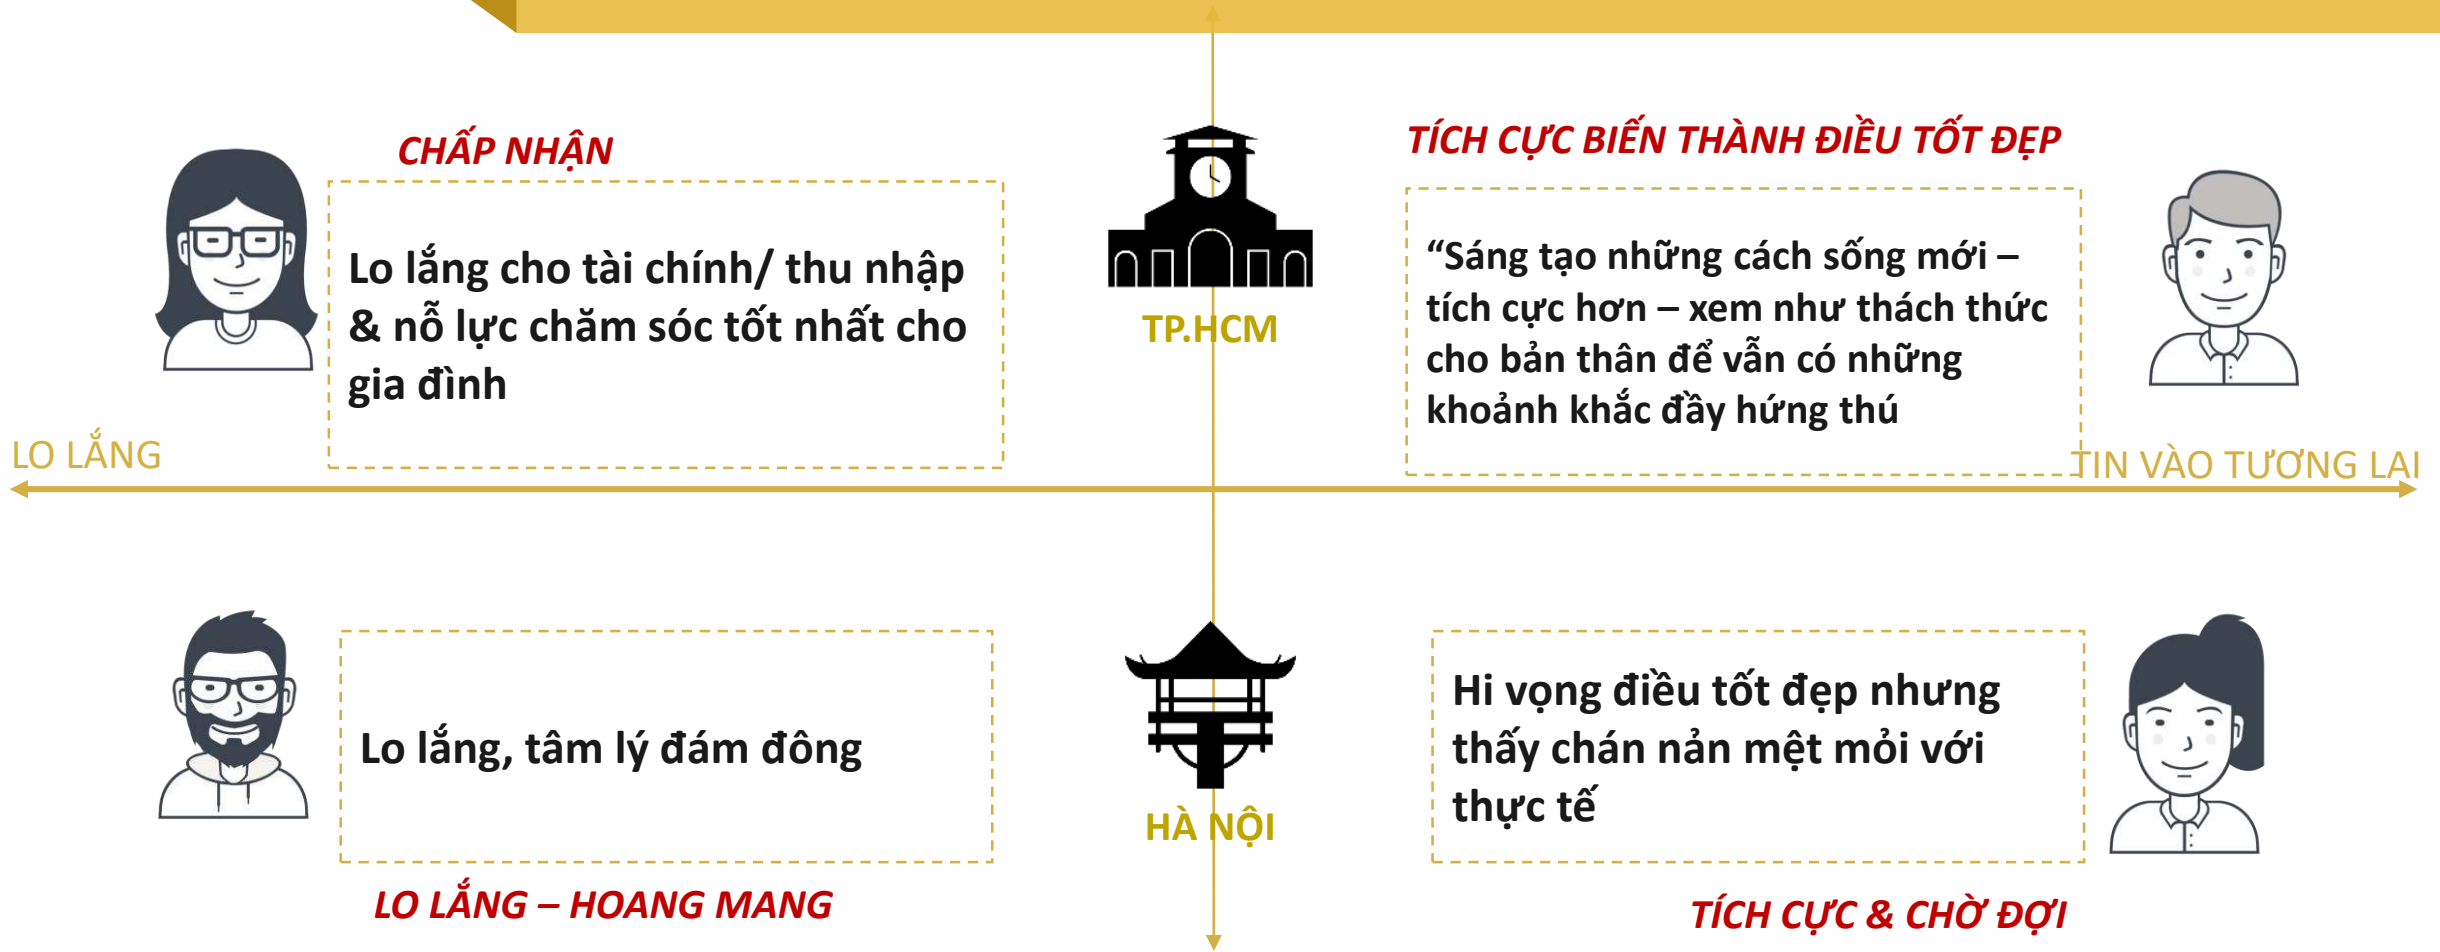 CHẤP NHẬN
Lo lắng cho tài chính/ thu nhập
& nỗ lực chăm sóc tốt nhất cho
gia đình
TP.HCM
TÍCH CỰC BIẾN THÀNH ĐIỀU TỐT ĐẸP
“Sáng tạo những cách sống mới –
tích cực hơn – xem như thách thức
cho bản thân để vẫn có những
khoảnh khắc đầy hứng thú
LO LẮNG
TIN VÀO TƯƠNG LAI
Lo lắng, tâm lý đám đông
LO LẮNG – HOANG MANG
HÀ NỘI
Hi vọng điều tốt đẹp nhưng
thấy chán nản mệt mỏi với
thực tế
TÍCH CỰC & CHỜ ĐỢI